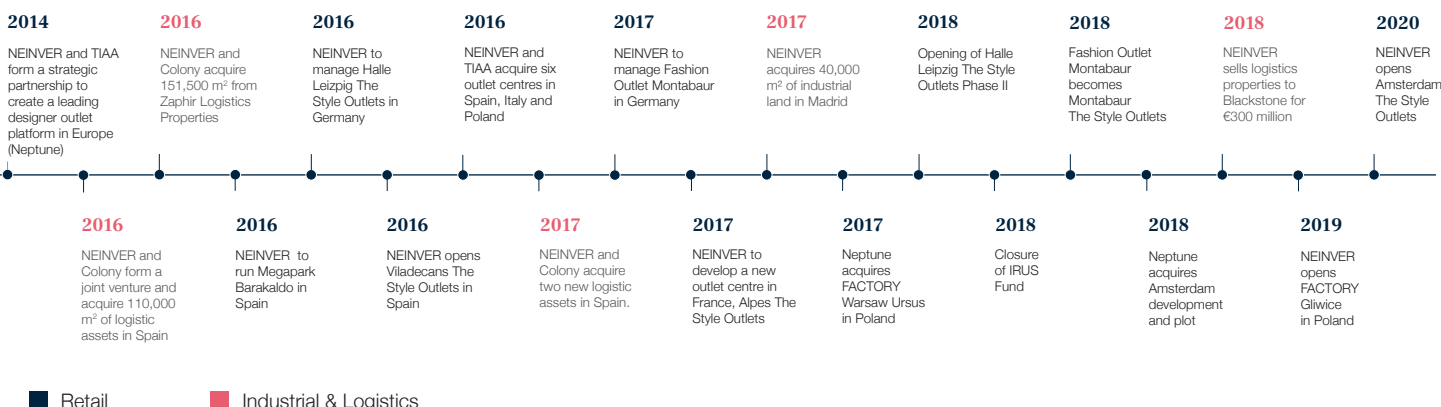 2014
NEINVER and TIAA
form a strategic
partnership to
create a leading
designer outlet
platform in Europe
(Neptune)
2016
NEINVER and
Colony acquire
151,500 m² from
Zaphir Logistics
Properties
2016
NEINVER to
manage Halle
Leizpig The
Style Outlets in
Germany
2016
NEINVER and
TIAA acquire six
outlet centres in
Spain, Italy and
Poland
2017
NEINVER to
manage Fashion
Outlet Montabaur
in Germany
2017
NEINVER
acquires 40,000
m² of industrial
land in Madrid
2018
Opening of Halle
Leipzig The Style
Outlets Phase II
2018
Fashion Outlet
Montabaur
becomes
Montabaur
The Style Outlets
2018
NEINVER
sells logistics
properties to
Blackstone for
€300 million
2020
NEINVER
opens
Amsterdam
The Style
Outlets
2016
NEINVER and
Colony form a
joint venture and
acquire 110,000
m² of logistic
assets in Spain
2016
NEINVER to
run Megapark
Barakaldo in
Spain
2016
NEINVER opens
Viladecans The
Style Outlets in
Spain
2017
NEINVER and
Colony acquire
two new logistic
assets in Spain.
2017
NEINVER to
develop a new
outlet centre in
France, Alpes The
Style Outlets
2017
Neptune
acquires
FACTORY
Warsaw Ursus
in Poland
2018
Closure
of IRUS
Fund
2018
Neptune
acquires
Amsterdam
development
and plot
2019
NEINVER
opens
FACTORY
Gliwice
in Poland
Retail
Industrial & Logistics